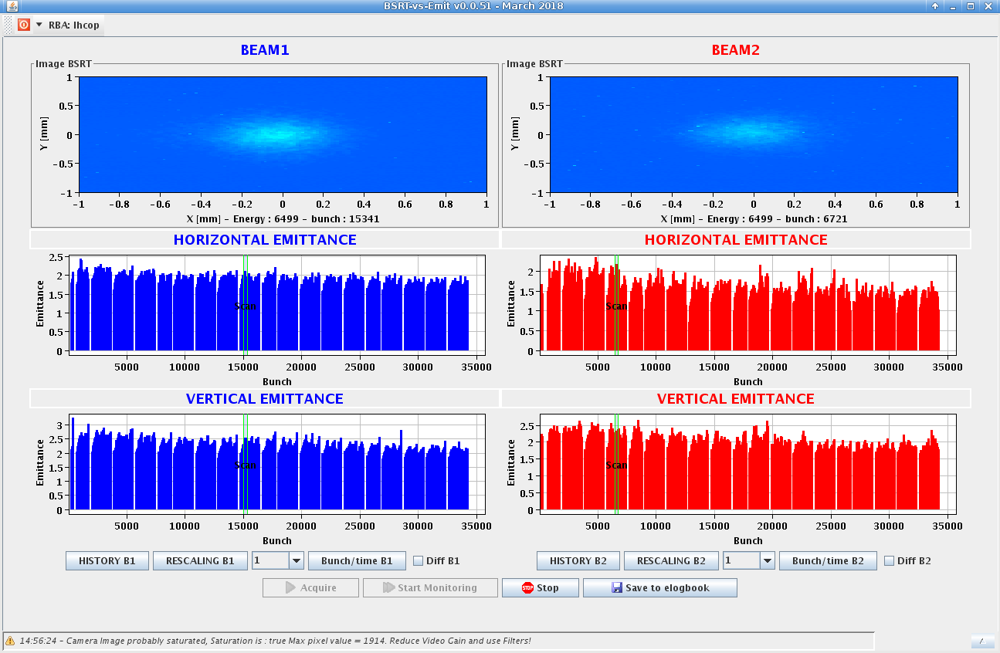 BSRT-vs-Emit v0.0.51 - March 2018
RBA: lhcop
BEAM1
BEAM2
Image BSRT
Image BSRT
1
0.5
0
-0.5
-1
Y [mm]
-1 -0.8 -0.6 -0.4 -0.2 0 0.2 0.4 0.6 0.8 1
X [mm] - Energy : 6499 - bunch : 15341
1
0.5
0
-0.5
-1
Y [mm]
-1 -0.8 -0.6 -0.4 -0.2 0 0.2 0.4 0.6 0.8 1
X [mm] - Energy : 6499 - bunch : 6721
HORIZONTAL EMITTANCE
HORIZONTAL EMITTANCE
2.5
2
1.5
1
0.5
0
Emittance
Scan
5000 10000 15000 20000 25000 30000 35000
Bunch
2
1.5
1
0.5
0
Emittance
Scan
5000 10000 15000 20000 25000 30000 35000
Bunch
VERTICAL EMITTANCE
VERTICAL EMITTANCE
3
2.5
2
1.5
1
0.5
0
Emittance
Scan
5000 10000 15000 20000 25000 30000 35000
Bunch
2.5
2
1.5
1
0.5
0
Emittance
Scan
5000 10000 15000 20000 25000 30000 35000
Bunch
HISTORY B1 RESCALING B1 1 Bunch/time B1 Diff B1
HISTORY B2 RESCALING B2 1 Bunch/time B2 Diff B2
Acquire Start Monitoring STOP Stop Save to elogbook
14:56:24 - Camera Image probably saturated, Saturation is : true Max pixel value = 1914. Reduce Video Gain and use Filters!